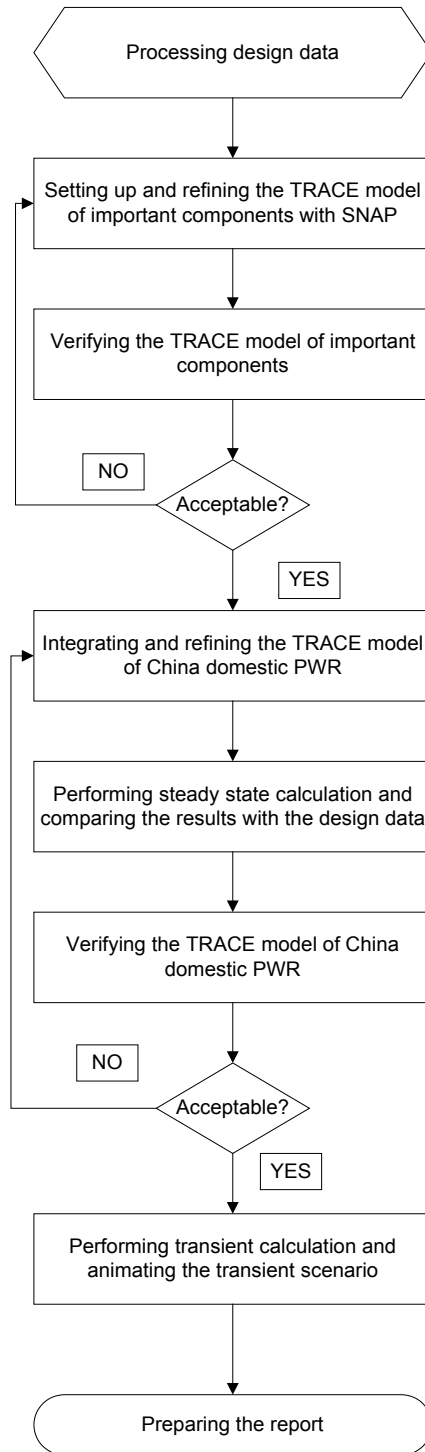 Processing design data
Setting up and refining the TRACE model
of important components with SNAP
Verifying the TRACE model of important
components
NO
Acceptable?
YES
Integrating and refining the TRACE model
of China domestic PWR
Performing steady state calculation and
comparing the results with the design data
Verifying the TRACE model of China
domestic PWR
NO
Acceptable?
YES
Performing transient calculation and
animating the transient scenario
Preparing the report